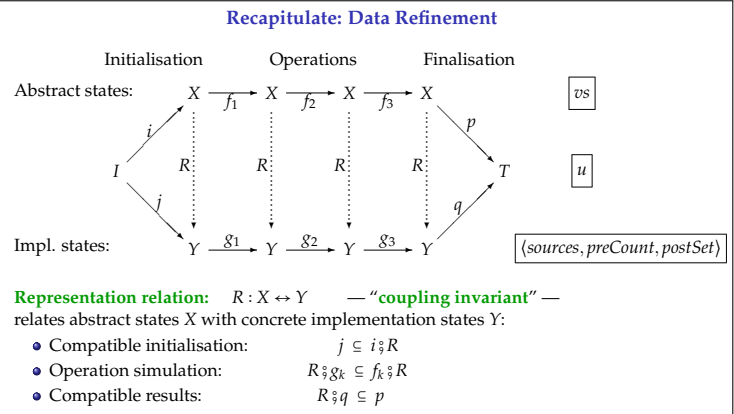 Recapitulate: Data Refinement
Initialisation Operations Finalisation
Abstract states: X f₁ X f₂ X f₃ X vs
i p
I R R R R T u
j q
Impl. states: Y g₁ Y g₂ Y g₃ Y ⟨sources, preCount, postSet⟩
Representation relation: R : X ↔ Y — “coupling invariant” —
relates abstract states X with concrete implementation states Y:
Compatible initialisation: j ⊆ i⨾R
Operation simulation: R⨾gₖ ⊆ fₖ⨾R
Compatible results: R⨾q ⊆ p